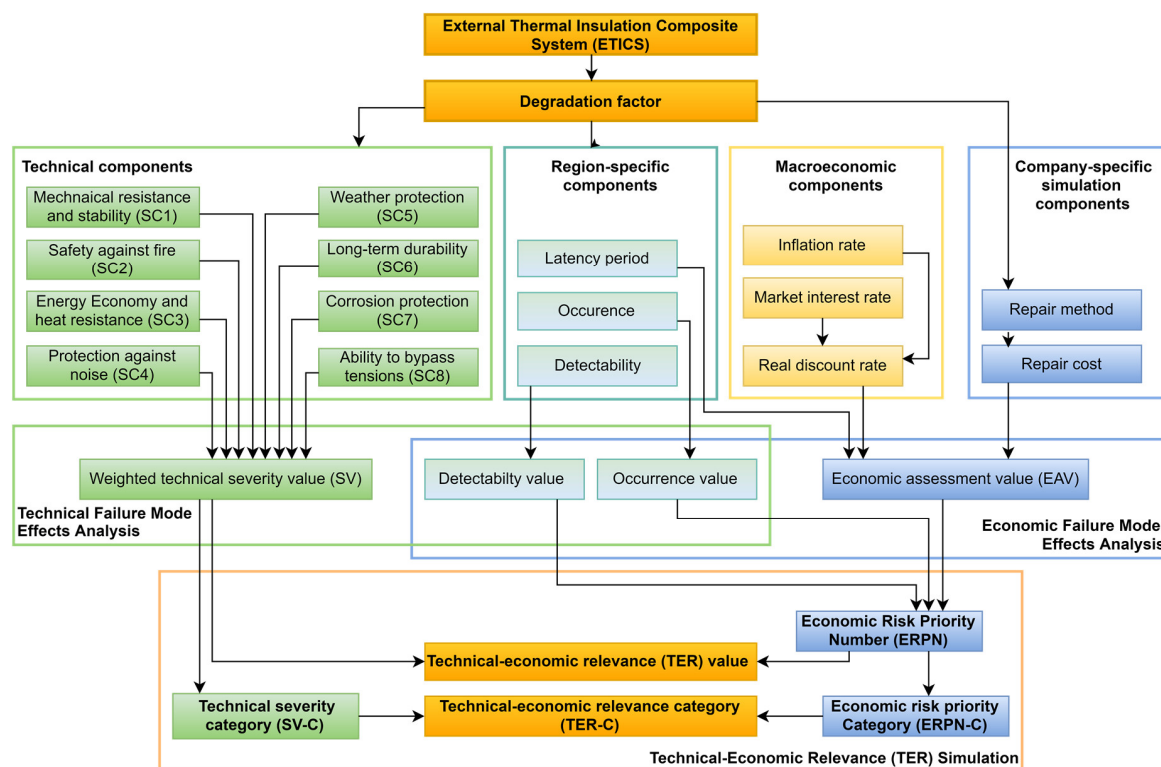 External Thermal Insulation Composite
System (ETICS)
Degradation factor
Technical components
Mechnaical resistance
and stability (SC1)
Safety against fire
(SC2)
Energy Economy and
heat resistance (SC3)
Protection against
noise (SC4)
Weather protection
(SC5)
Long-term durability
(SC6)
Corrosion protection
(SC7)
Ability to bypass
tensions (SC8)
Region-specific
components
Latency period
Occurence
Detectability
Macroeconomic
components
Inflation rate
Market interest rate
Real discount rate
Company-specific
simulation
components
Repair method
Repair cost
Weighted technical severity value (SV)
Technical Failure Mode
Effects Analysis
Detectabilty value
Occurrence value
Economic assessment value (EAV)
Economic Failure Mode
Effects Analysis
Economic Risk Priority
Number (ERPN)
Technical-economic relevance (TER) value
Technical severity
category (SV-C)
Technical-economic relevance category
(TER-C)
Economic risk priority
Category (ERPN-C)
Technical-Economic Relevance (TER) Simulation